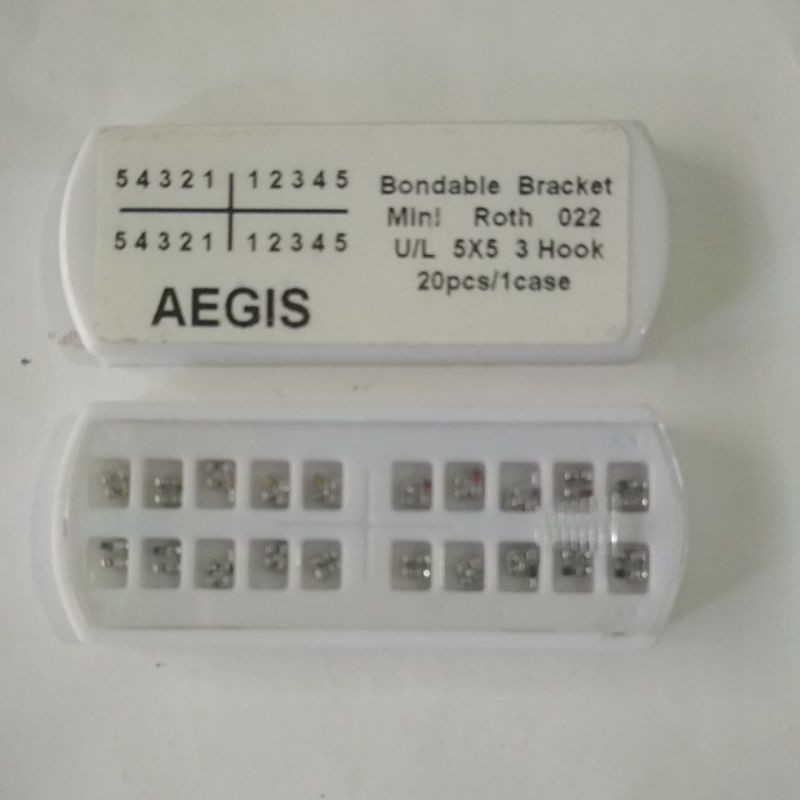 5 4 3 2 1 | 1 2 3 4 5
5 4 3 2 1 | 1 2 3 4 5
AEGIS
Bondable Bracket
Mini Roth 022
U/L 5X5 3 Hook
20pcs/1case